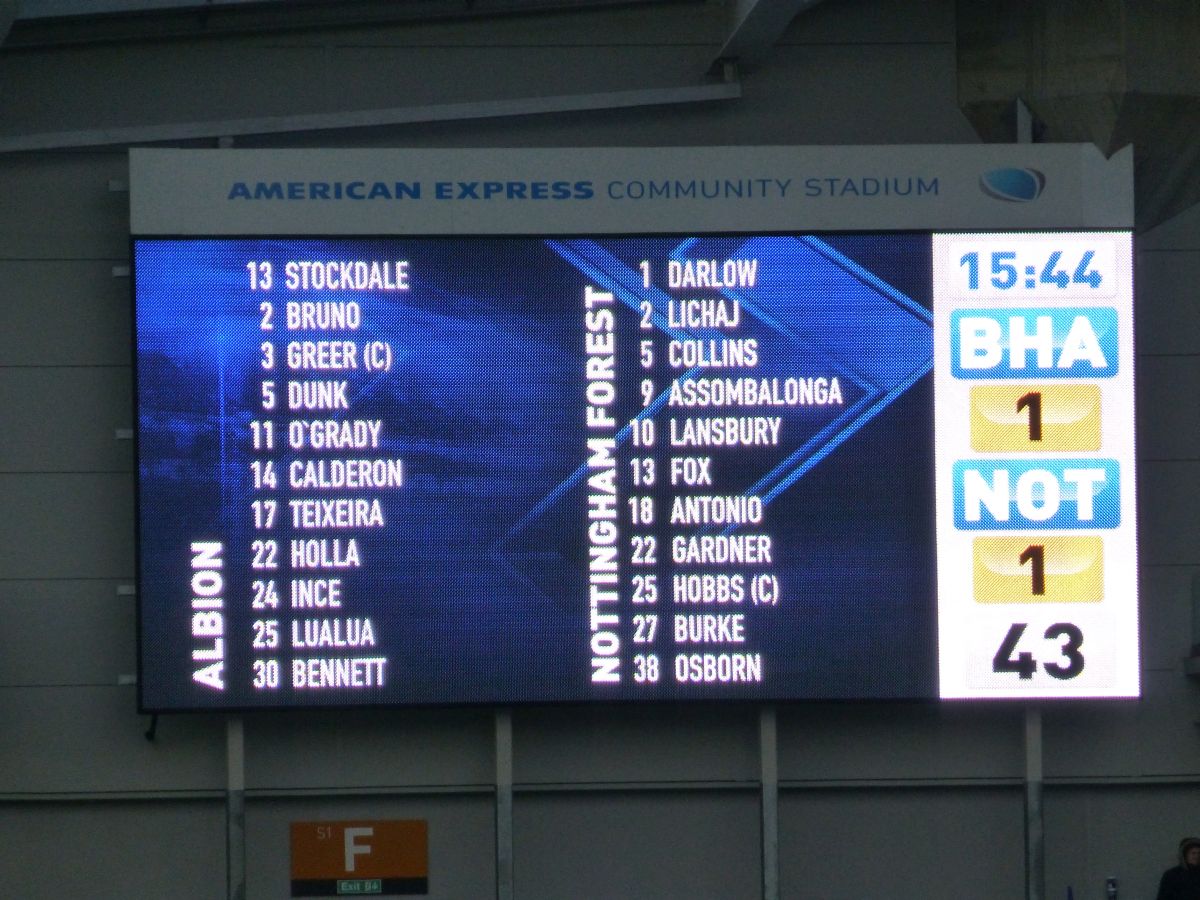 AMERICAN EXPRESS COMMUNITY STADIUM
ALBION
13 STOCKDALE
2 BRUNO
3 GREER (C)
5 DUNK
11 O`GRADY
14 CALDERON
17 TEIXEIRA
22 HOLLA
24 INCE
25 LUALUA
30 BENNETT
NOTTINGHAM FOREST
1 DARLOW
2 LICHAJ
5 COLLINS
9 ASSOMBALONGA
10 LANSBURY
13 FOX
18 ANTONIO
22 GARDNER
25 HOBBS (C)
27 BURKE
38 OSBORN
15:44
BHA
1
NOT
1
43
S1 F
Exit